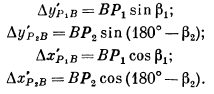 Δy′P₁B = BP₁ sin β₁;
Δy′P₂B = BP₂ sin (180° − β₂);
Δx′P₁B = BP₁ cos β₁;
Δx′P₂B = BP₂ cos (180° − β₂).